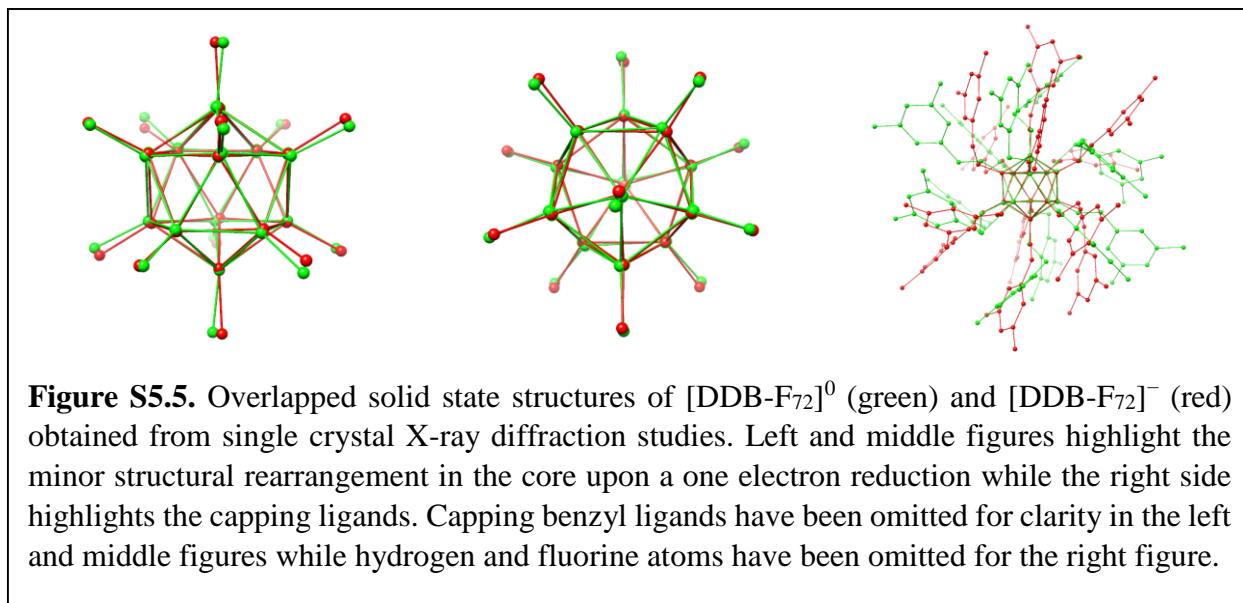 Figure S5.5. Overlapped solid state structures of [DDB-F₇₂]⁰ (green) and [DDB-F₇₂]⁻ (red)
obtained from single crystal X-ray diffraction studies. Left and middle figures highlight the
minor structural rearrangement in the core upon a one electron reduction while the right side
highlights the capping ligands. Capping benzyl ligands have been omitted for clarity in the left
and middle figures while hydrogen and fluorine atoms have been omitted for the right figure.